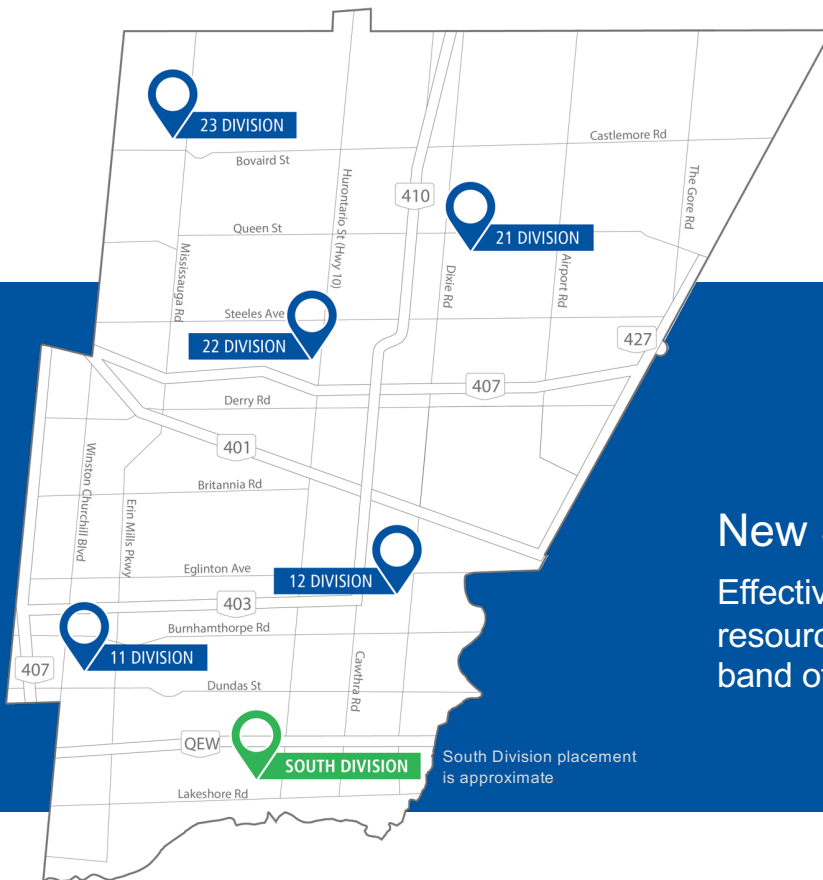 23 DIVISION
Castlemore Rd
Bovaird St
The Gore Rd
Hurontario St (Hwy 10)
410
Queen St
21 DIVISION
Mississauga Rd
Dixie Rd
Airport Rd
Steeles Ave
22 DIVISION
427
407
Derry Rd
401
Winston Churchill Blvd
Britannia Rd
Erin Mills Pkwy
New
Eglinton Ave
12 DIVISION
Effectiv
403
Burnhamthorpe Rd
resourc
11 DIVISION
407
Cawthra Rd
band of
Dundas St
QEW
SOUTH DIVISION
South Division placement
is approximate
Lakeshore Rd